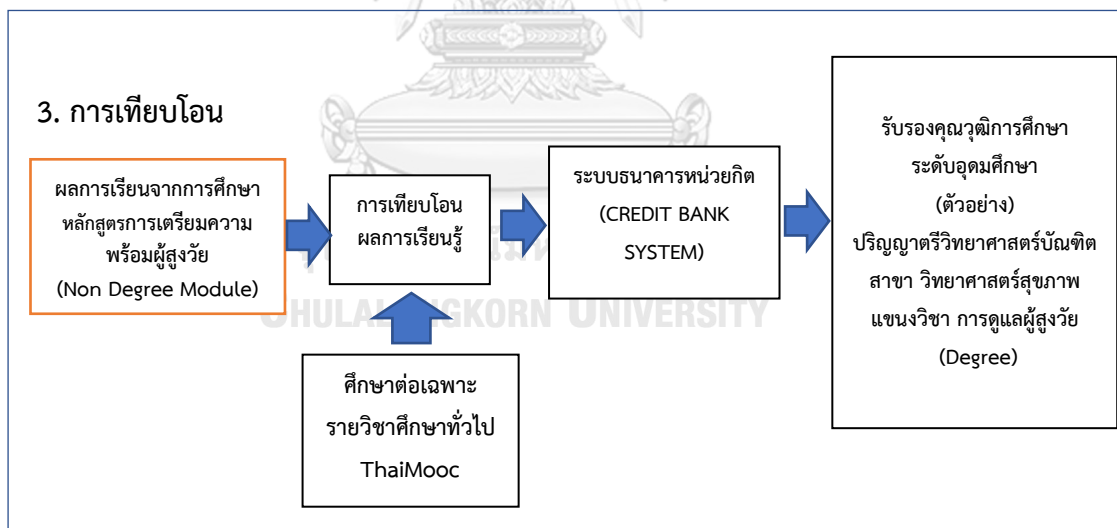 3. การเทียบโอน
ผลการเรียนจากการศึกษา
หลักสูตรการเตรียมความ
พร้อมผู้สูงวัย
(Non Degree Module)
การเทียบโอน
ผลการเรียนรู้
ระบบธนาคารหน่วยกิต
(CREDIT BANK
SYSTEM)
รับรองคุณวุฒิการศึกษา
ระดับอุดมศึกษา
(ตัวอย่าง)
ปริญญาตรีวิทยาศาสตร์บัณฑิต
สาขา วิทยาศาสตร์สุขภาพ
แขนงวิชา การดูแลผู้สูงวัย
(Degree)
ศึกษาต่อเฉพาะ
รายวิชาศึกษาทั่วไป
ThaiMooc
UNIVERSITY